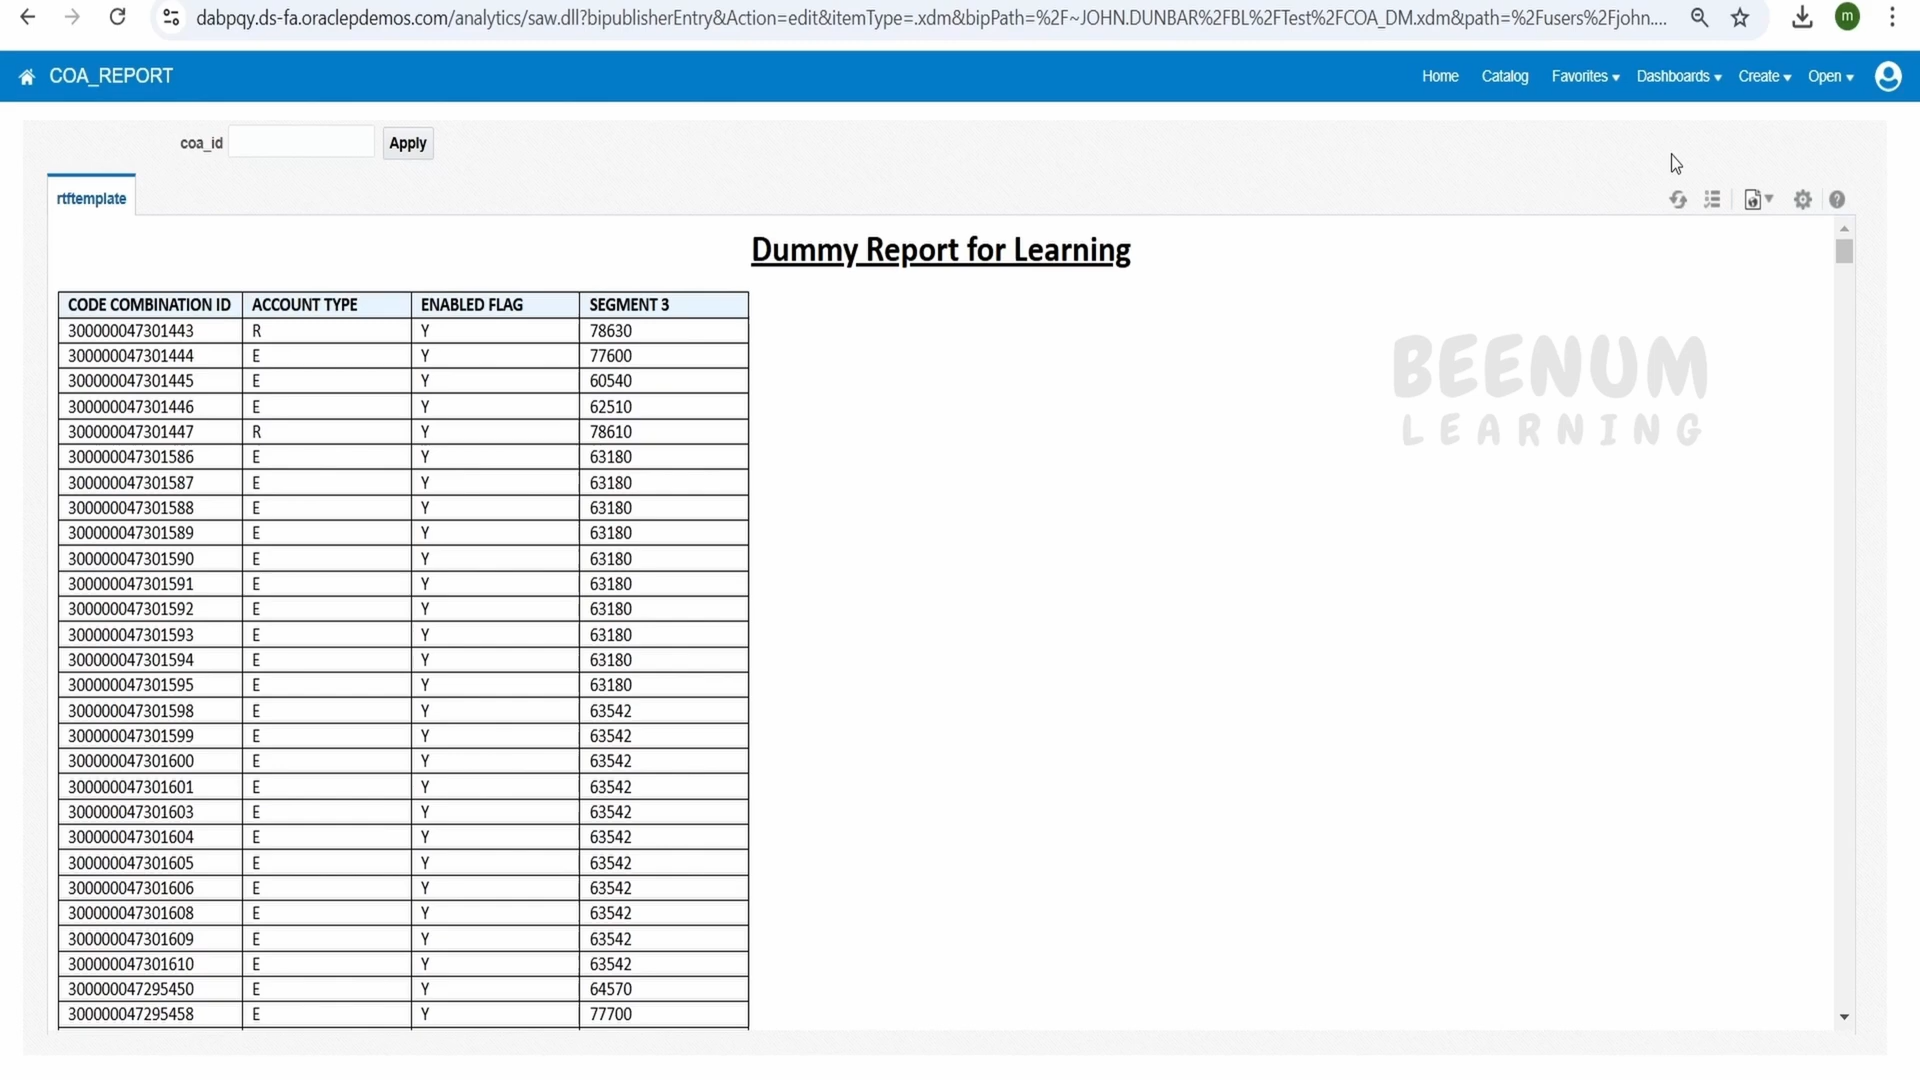 dabpqy.ds-fa.oraclepdemos.com/analytics/saw.dll?bipublisherEntry&Action=edit&itemType=.xdm&bipPath=%2F~JOHN.DUNBAR%2FBL%2FTest%2FCOA_DM.xdm&path=%2Fusers%2Fjohn.... m
COA_REPORT Home Catalog Favorites Dashboards Create Open
coa_id Apply
rtftemplate
Dummy Report for Learning
CODE COMBINATION ID ACCOUNT TYPE ENABLED FLAG SEGMENT 3
300000047301443 R Y 78630
300000047301444 E Y 77600
300000047301445 E Y 60540
300000047301446 E Y 62510
300000047301447 R Y 78610
300000047301586 E Y 63180
300000047301587 E Y 63180
300000047301588 E Y 63180
300000047301589 E Y 63180
300000047301590 E Y 63180
300000047301591 E Y 63180
300000047301592 E Y 63180
300000047301593 E Y 63180
300000047301594 E Y 63180
300000047301595 E Y 63180
300000047301598 E Y 63542
300000047301599 E Y 63542
300000047301600 E Y 63542
300000047301601 E Y 63542
300000047301603 E Y 63542
300000047301604 E Y 63542
300000047301605 E Y 63542
300000047301606 E Y 63542
300000047301608 E Y 63542
300000047301609 E Y 63542
300000047301610 E Y 63542
300000047295450 E Y 64570
300000047295458 E Y 77700
BEENUM
LEARNING